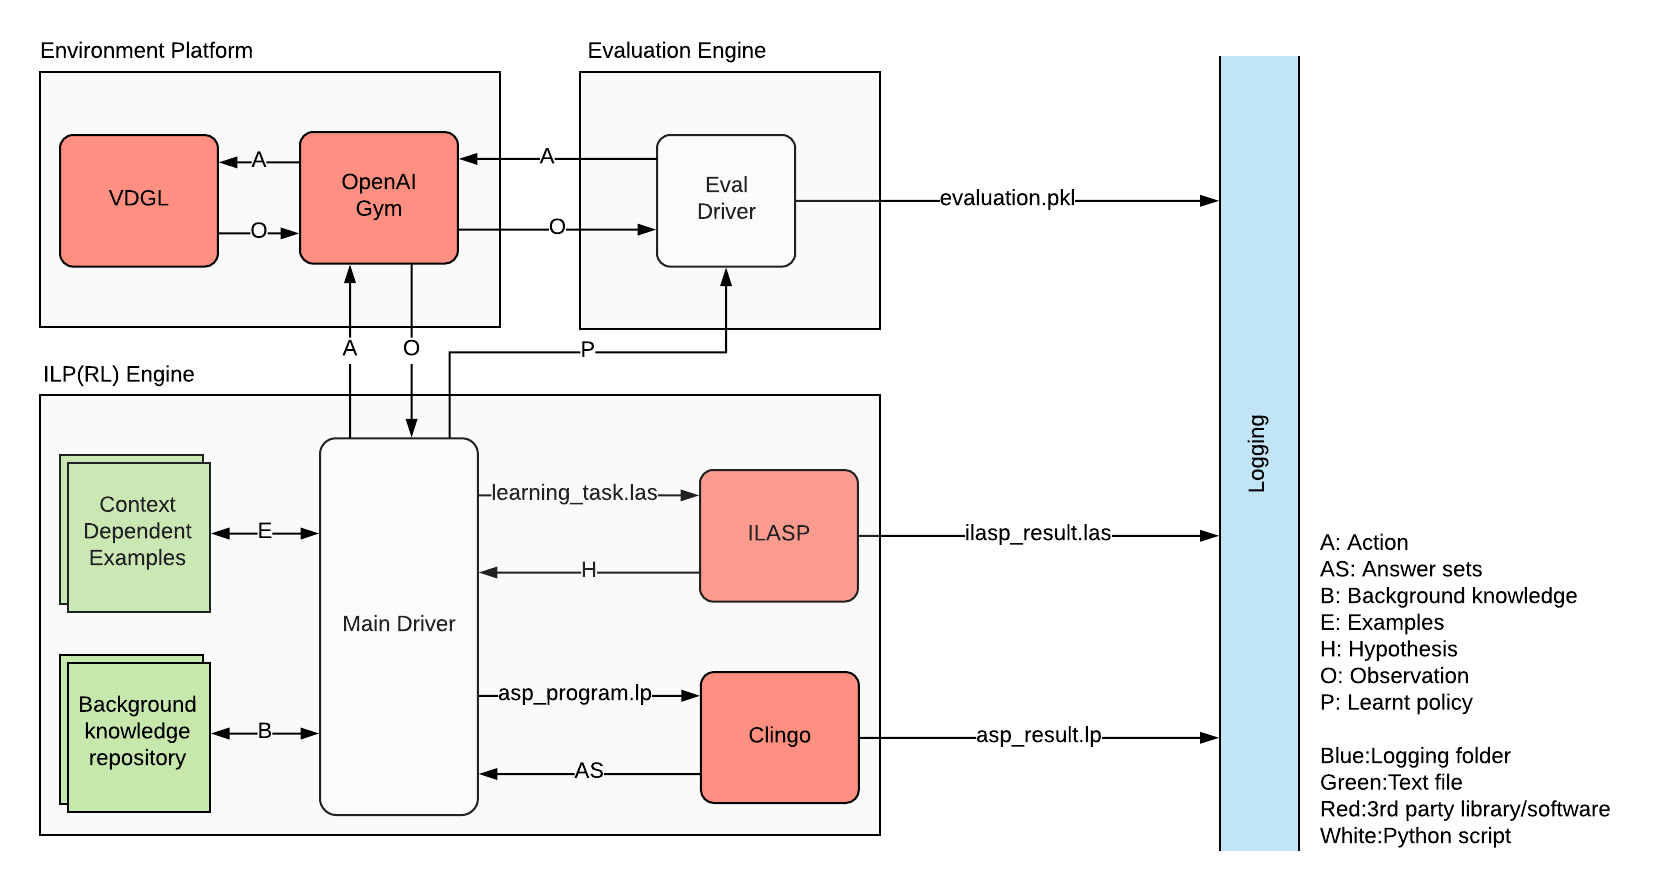 Environment Platform
Evaluation Engine
VDGL
A
O
OpenAI
Gym
A
O
Eval
Driver
evaluation.pkl
A
O
P
ILP(RL) Engine
Context
Dependent
Examples
E
Background
knowledge
repository
B
Main Driver
learning_task.las
H
ILASP
ilasp_result.las
asp_program.lp
AS
Clingo
asp_result.lp
Logging
A: Action
AS: Answer sets
B: Background knowledge
E: Examples
H: Hypothesis
O: Observation
P: Learnt policy
Blue:Logging folder
Green:Text file
Red:3rd party library/software
White:Python script